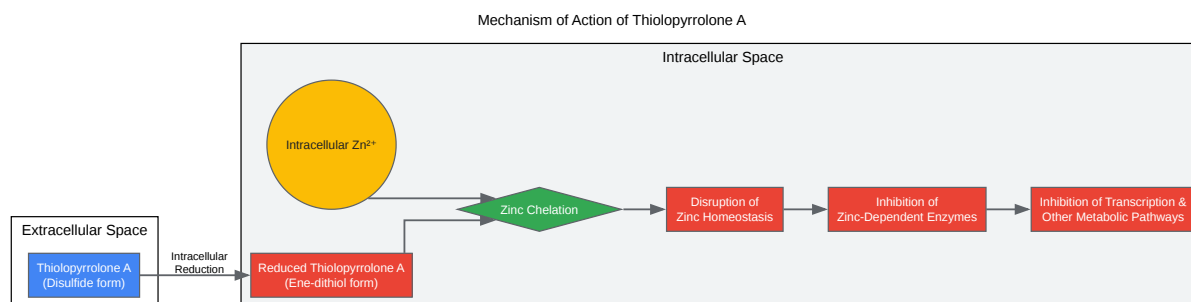 Mechanism of Action of Thiolopyrrolone A
Intracellular Space
Intracellular Zn²⁺
Zinc Chelation
Disruption of
Zinc Homeostasis
Inhibition of
Zinc-Dependent Enzymes
Inhibition of Transcription &
Other Metabolic Pathways
Extracellular Space
Thiolopyrrolone A
(Disulfide form)
Intracellular
Reduction
Reduced Thiolopyrrolone A
(Ene-dithiol form)